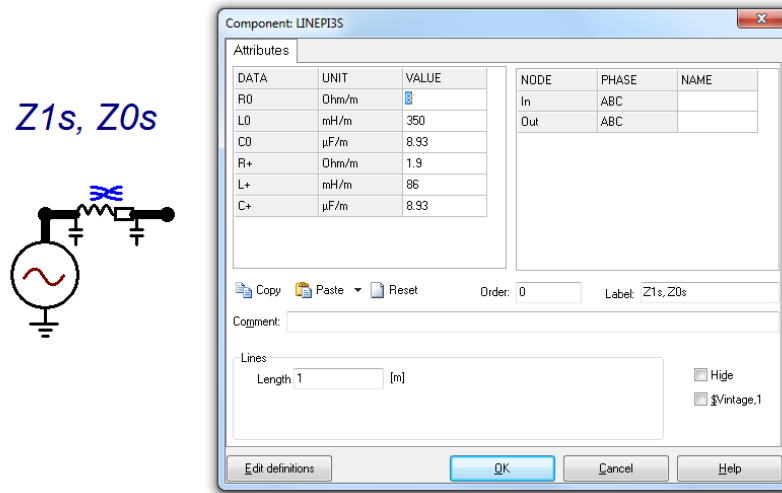 Z1s, Z0s
Component: LINEPI3S
Attributes
DATA UNIT VALUE
R0 Ohm/m 8
L0 mH/m 350
C0 µF/m 8.93
R+ Ohm/m 1.9
L+ mH/m 86
C+ µF/m 8.93
NODE PHASE NAME
In ABC
Out ABC
Copy Paste Reset Order: 0 Label: Z1s, Z0s
Comment:
Lines
Length 1 [m]
Hide
$Vintage,1
Edit definitions OK Cancel Help